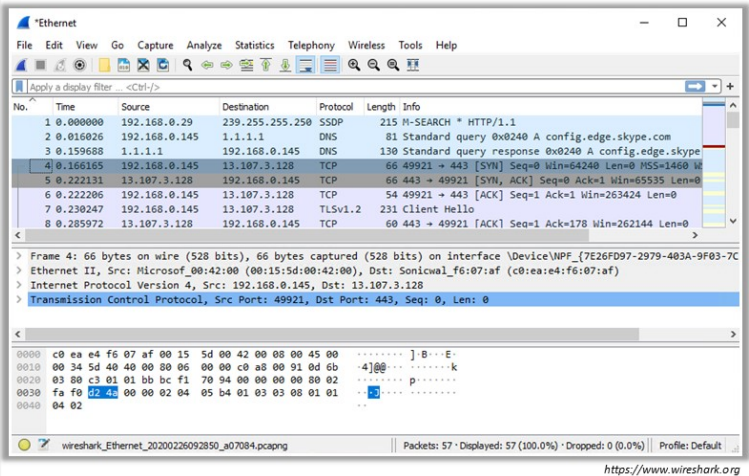 *Ethernet
File Edit View Go Capture Analyze Statistics Telephony Wireless Tools Help
Apply a display filter ... <Ctrl-/>
No. Time Source Destination Protocol Length Info
1 0.000000 192.168.0.29 239.255.255.250 SSDP 215 M-SEARCH * HTTP/1.1
2 0.016026 192.168.0.145 1.1.1.1 DNS 81 Standard query 0x0240 A config.edge.skype.com
3 0.159688 1.1.1.1 192.168.0.145 DNS 130 Standard query response 0x0240 A config.edge.skype
4 0.166165 192.168.0.145 13.107.3.128 TCP 66 49921 → 443 [SYN] Seq=0 Win=64240 Len=0 MSS=1460 W
5 0.222131 13.107.3.128 192.168.0.145 TCP 66 443 → 49921 [SYN, ACK] Seq=0 Ack=1 Win=65535 Len=0
6 0.222206 192.168.0.145 13.107.3.128 TCP 54 49921 → 443 [ACK] Seq=1 Ack=1 Win=263424 Len=0
7 0.230247 192.168.0.145 13.107.3.128 TLSv1.2 231 Client Hello
8 0.285972 13.107.3.128 192.168.0.145 TCP 60 443 → 49921 [ACK] Seq=1 Ack=178 Win=262144 Len=0
Frame 4: 66 bytes on wire (528 bits), 66 bytes captured (528 bits) on interface \Device\NPF_{7E26FD97-2979-403A-9F03-7C
Ethernet II, Src: Microsof_00:42:00 (00:15:5d:00:42:00), Dst: Sonicwal_f6:07:af (c0:ea:e4:f6:07:af)
Internet Protocol Version 4, Src: 192.168.0.145, Dst: 13.107.3.128
Transmission Control Protocol, Src Port: 49921, Dst Port: 443, Seq: 0, Len: 0
0000 c0 ea e4 f6 07 af 00 15 5d 00 42 00 08 00 45 00 ········ ]·B···E·
0010 00 34 5d 40 40 00 80 06 00 00 c0 a8 00 91 0d 6b ·4]@@··· ·······k
0020 03 80 c3 01 01 bb bc f1 70 94 00 00 00 00 80 02 ········ p·······
0030 fa f0 d2 4a 00 00 02 04 05 b4 01 03 03 08 01 01 ···J···· ········
0040 04 02 ··
wireshark_Ethernet_20200226092850_a07084.pcapng Packets: 57 · Displayed: 57 (100.0%) · Dropped: 0 (0.0%) Profile: Default
https://www.wireshark.org